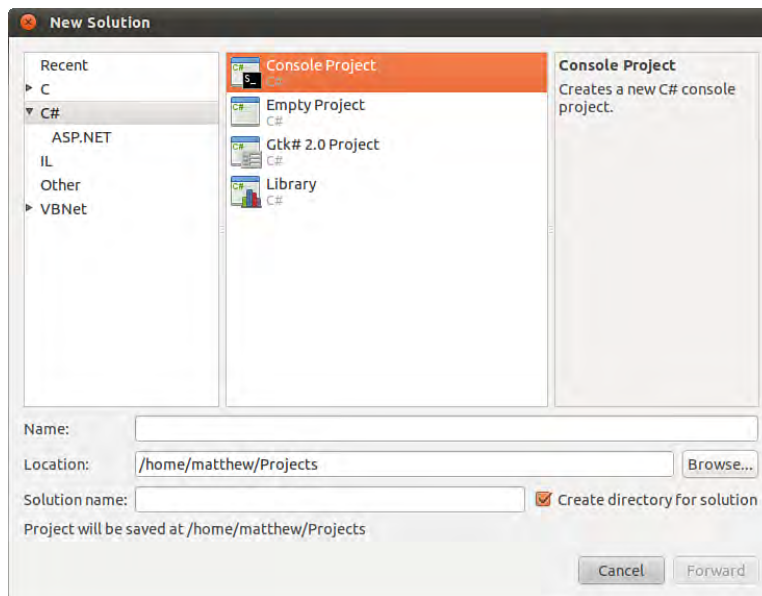 New Solution
Recent
C
C#
ASP.NET
IL
Other
VBNet
Console Project
C#
Empty Project
C#
Gtk# 2.0 Project
C#
Library
C#
Console Project
Creates a new C# console
project.
Name:
Location: /home/matthew/Projects Browse...
Solution name: Create directory for solution
Project will be saved at /home/matthew/Projects
Cancel Forward